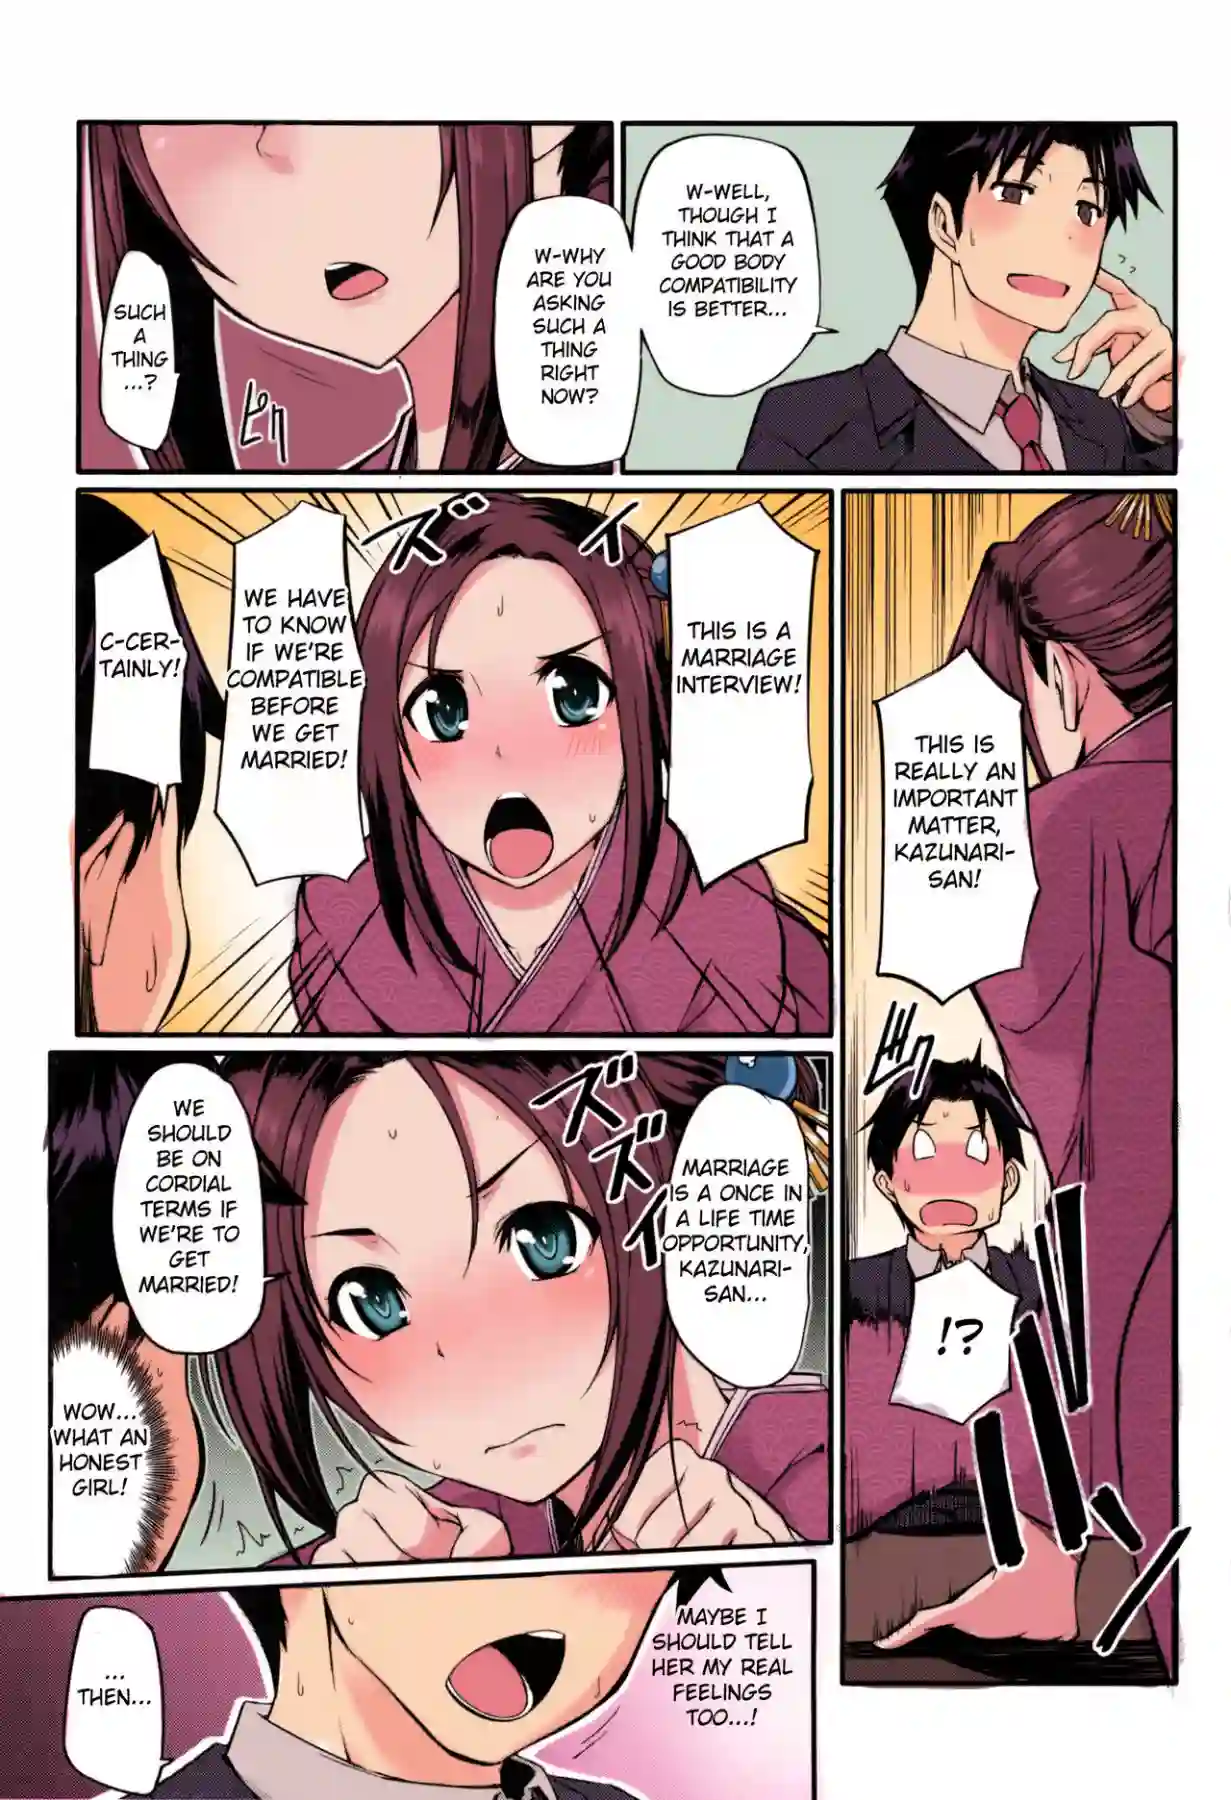 W-WELL,
THOUGH I
THINK THAT A
GOOD BODY
COMPATIBILITY
IS BETTER...
W-WHY
ARE YOU
ASKING
SUCH A
THING
RIGHT
NOW?
SUCH
A
THING
...?
ピク
THIS IS
REALLY AN
IMPORTANT
MATTER,
KAZUNARI-
SAN!
!?
THIS IS A
MARRIAGE
INTERVIEW!
ズイ
WE HAVE
TO KNOW
IF WE'RE
COMPATIBLE
BEFORE
WE GET
MARRIED!
C-CER-
TAINLY!
MARRIAGE
IS A ONCE IN
A LIFE TIME
OPPORTUNITY,
KAZUNARI-
SAN...
ズズイ
WE
SHOULD
BE ON
CORDIAL
TERMS IF
WE'RE TO
GET
MARRIED!
WOW...
WHAT AN
HONEST
GIRL!
MAYBE I
SHOULD TELL
HER MY REAL
FEELINGS
TOO...!
...
THEN...